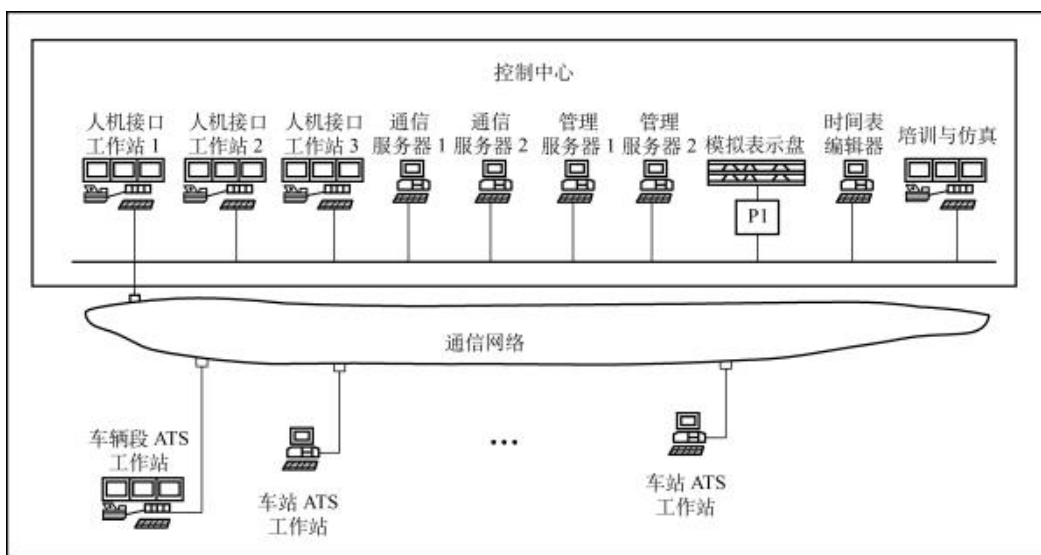 控制中心
人机接口
工作站 1
人机接口
工作站 2
人机接口
工作站 3
通信
服务器 1
通信
服务器 2
管理
服务器 1
管理
服务器 2
模拟表示盘
时间表
编辑器
培训与仿真
P1
通信网络
车辆段 ATS
工作站
...
车站 ATS
工作站
车站 ATS
工作站